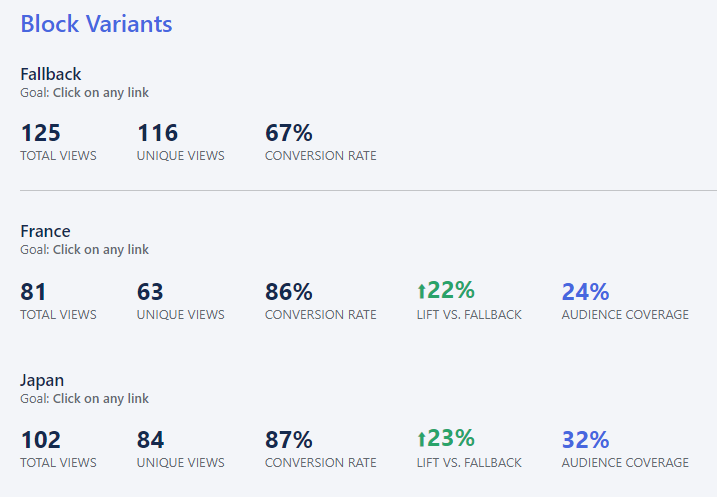 Block Variants
Fallback
Goal: Click on any link
125 116 67%
TOTAL VIEWS UNIQUE VIEWS CONVERSION RATE
France
Goal: Click on any link
81 63 86% ↑22% 24%
TOTAL VIEWS UNIQUE VIEWS CONVERSION RATE LIFT VS. FALLBACK AUDIENCE COVERAGE
Japan
Goal: Click on any link
102 84 87% ↑23% 32%
TOTAL VIEWS UNIQUE VIEWS CONVERSION RATE LIFT VS. FALLBACK AUDIENCE COVERAGE